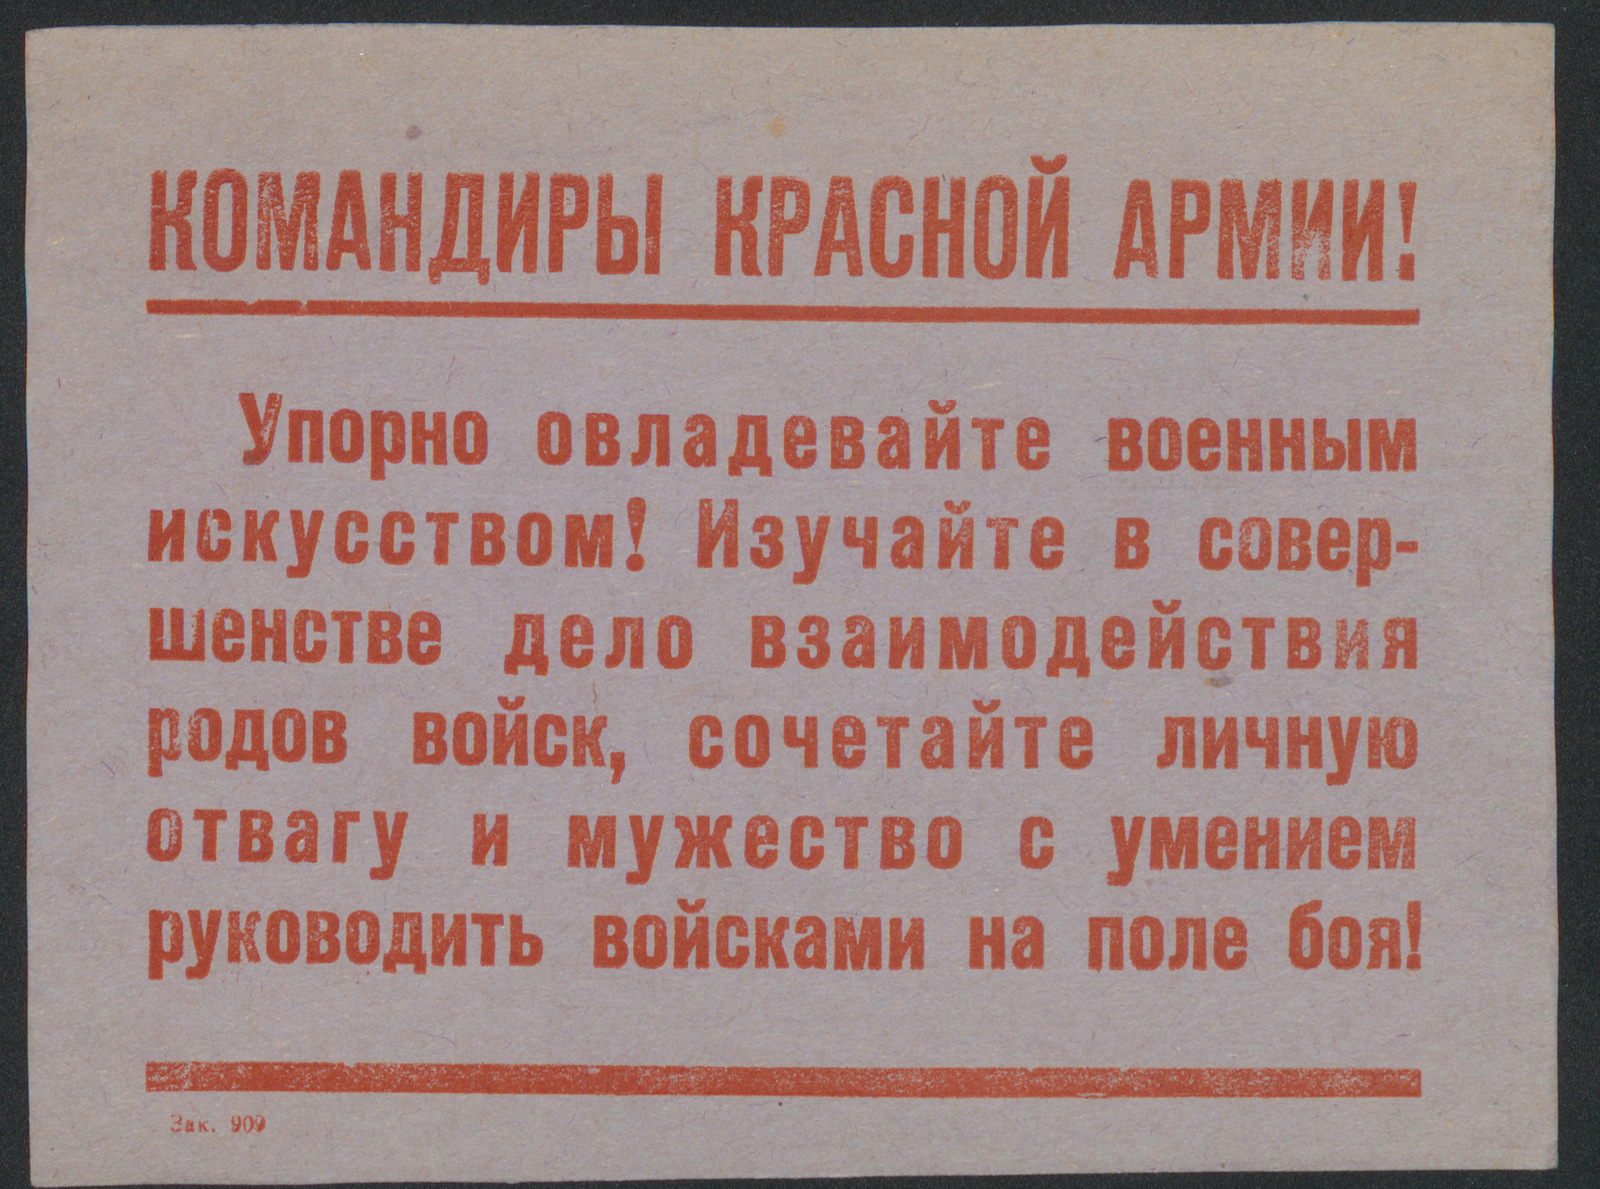 КОМАНДИРЫ КРАСНОЙ АРМИИ!
Упорно овладевайте военным
искусством! Изучайте в совер-
шенстве дело взаимодействия
родов войск, сочетайте личную
отвагу и мужество с умением
руководить войсками на поле боя!
Зак. 909